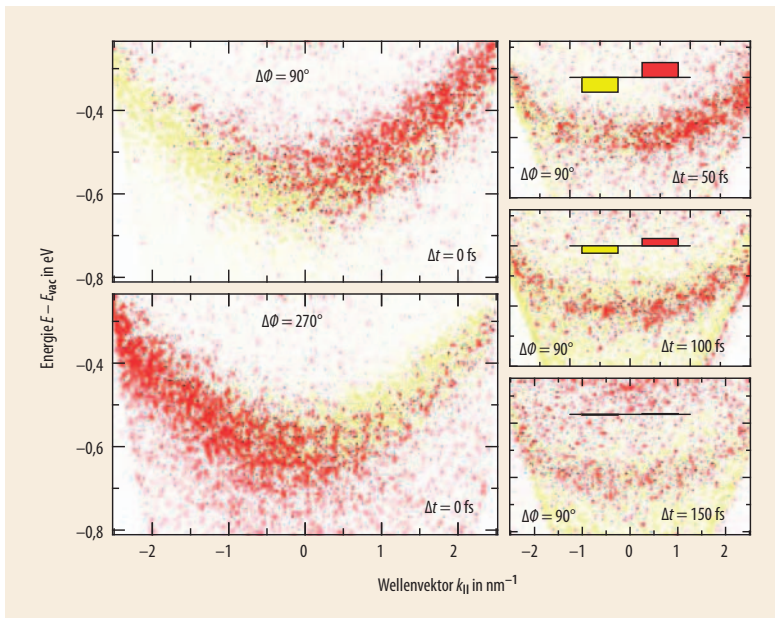 ΔΦ = 90°
−0,4
−0,6
Δt = 0 fs
−0,8
ΔΦ = 270°
−0,4
−0,6
Δt = 0 fs
−0,8
−2 −1 0 1 2
Energie E − Evac in eV
ΔΦ = 90° Δt = 50 fs
ΔΦ = 90° Δt = 100 fs
ΔΦ = 90° Δt = 150 fs
−2 −1 0 1 2
Wellenvektor k|| in nm−1